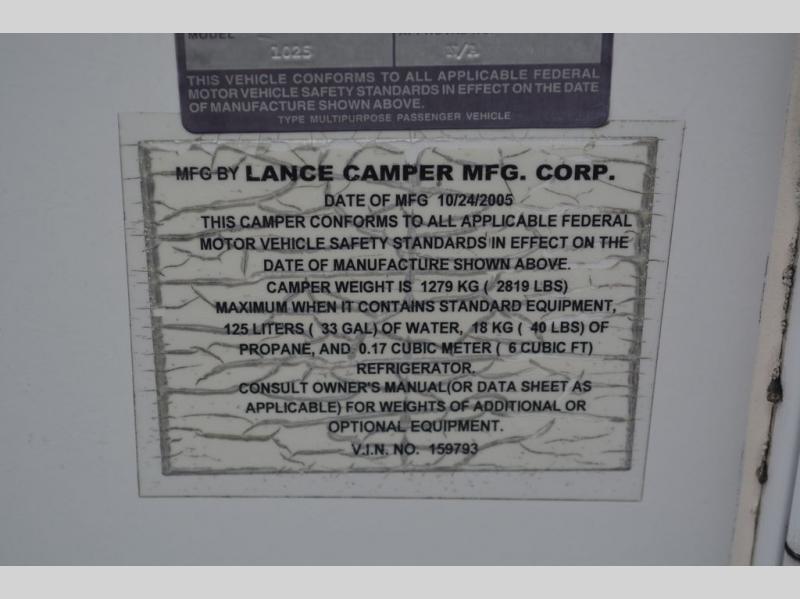 MODEL
1025 N/A
THIS VEHICLE CONFORMS TO ALL APPLICABLE FEDERAL
MOTOR VEHICLE SAFETY STANDARDS IN EFFECT ON THE DATE
OF MANUFACTURE SHOWN ABOVE.
TYPE MULTIPURPOSE PASSENGER VEHICLE
MFG BY LANCE CAMPER MFG. CORP.
DATE OF MFG 10/24/2005
THIS CAMPER CONFORMS TO ALL APPLICABLE FEDERAL
MOTOR VEHICLE SAFETY STANDARDS IN EFFECT ON THE
DATE OF MANUFACTURE SHOWN ABOVE.
CAMPER WEIGHT IS 1279 KG ( 2819 LBS)
MAXIMUM WHEN IT CONTAINS STANDARD EQUIPMENT,
125 LITERS ( 33 GAL) OF WATER, 18 KG ( 40 LBS) OF
PROPANE, AND 0.17 CUBIC METER ( 6 CUBIC FT)
REFRIGERATOR.
CONSULT OWNER'S MANUAL(OR DATA SHEET AS
APPLICABLE) FOR WEIGHTS OF ADDITIONAL OR
OPTIONAL EQUIPMENT.
V.I.N. NO. 159793